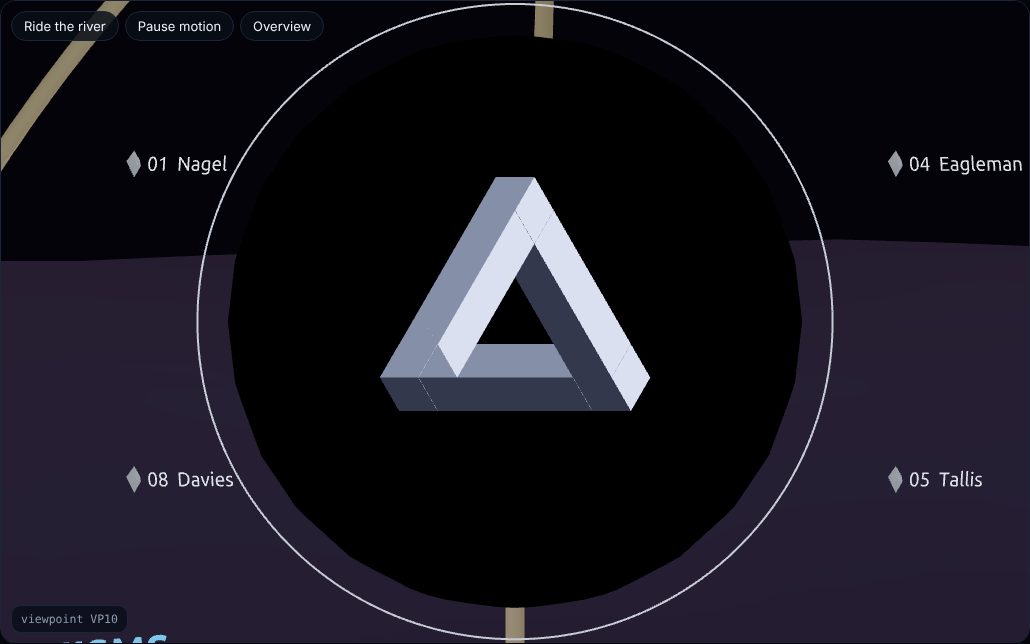 Ride the river
Pause motion
Overview
01 Nagel
04 Eagleman
08 Davies
05 Tallis
viewpoint VP10